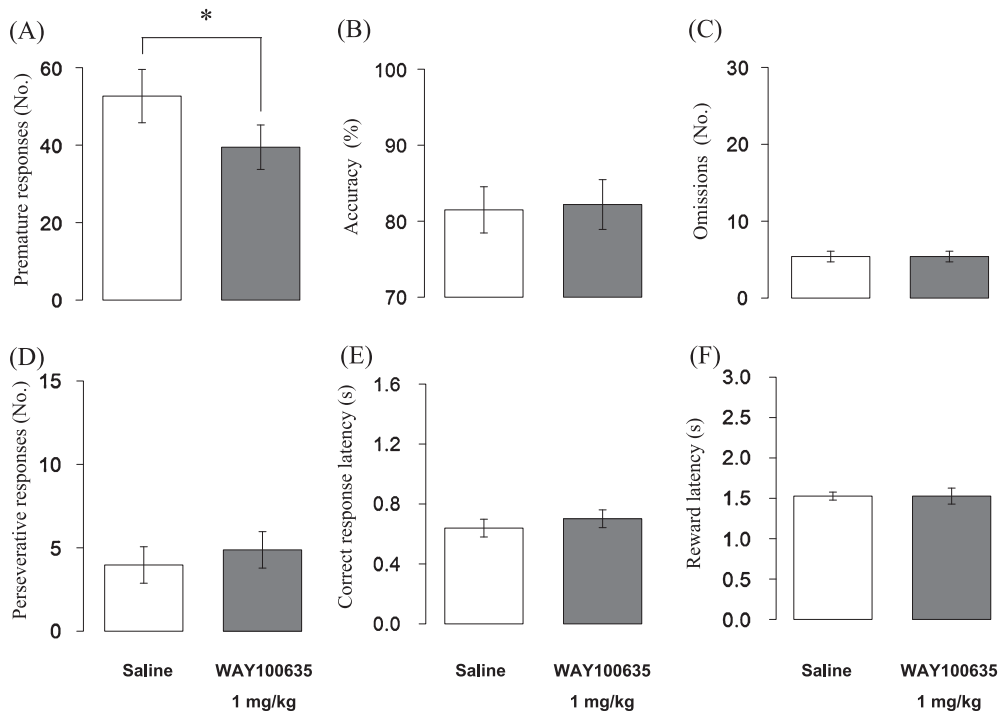 (A)
*
Premature responses (No.)
60
40
20
0
(B)
Accuracy (%)
100
90
80
70
(C)
Omissions (No.)
30
20
10
0
(D)
Perseverative responses (No.)
15
10
5
0
Saline
WAY100635
1 mg/kg
(E)
Correct response latency (s)
1.6
1.2
0.8
0.6
0.0
Saline
WAY100635
1 mg/kg
(F)
Reward latency (s)
3.0
2.5
2.0
1.5
1.0
0.5
0.0
Saline
WAY100635
1 mg/kg